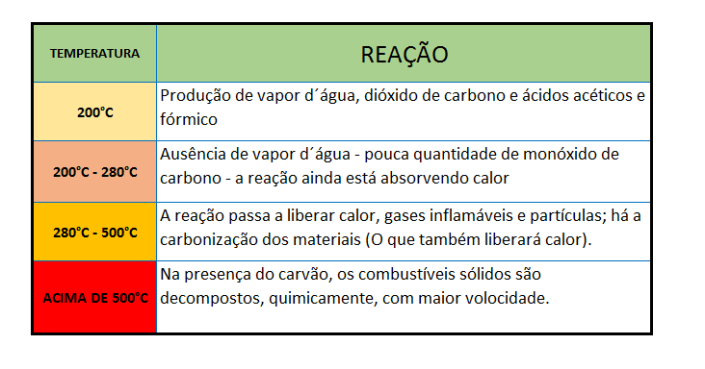 TEMPERATURA
REAÇÃO
200°C
Produção de vapor d´água, dióxido de carbono e ácidos acéticos e
fórmico
200°C - 280°C
Ausência de vapor d´água - pouca quantidade de monóxido de
carbono - a reação ainda está absorvendo calor
280°C - 500°C
A reação passa a liberar calor, gases inflamáveis e partículas; há a
carbonização dos materiais (O que também liberará calor).
ACIMA DE 500°C
Na presença do carvão, os combustíveis sólidos são
decompostos, quimicamente, com maior volocidade.